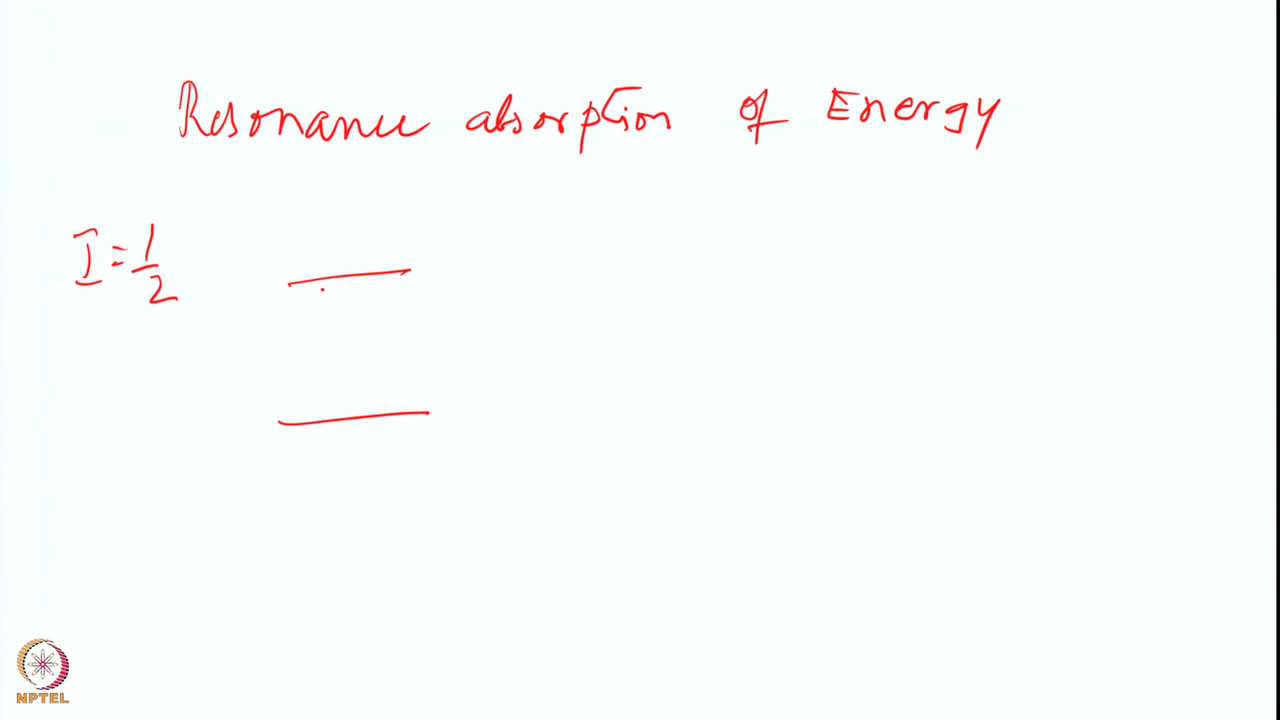 Resonance absorption of Energy
I = 1/2
NPTEL